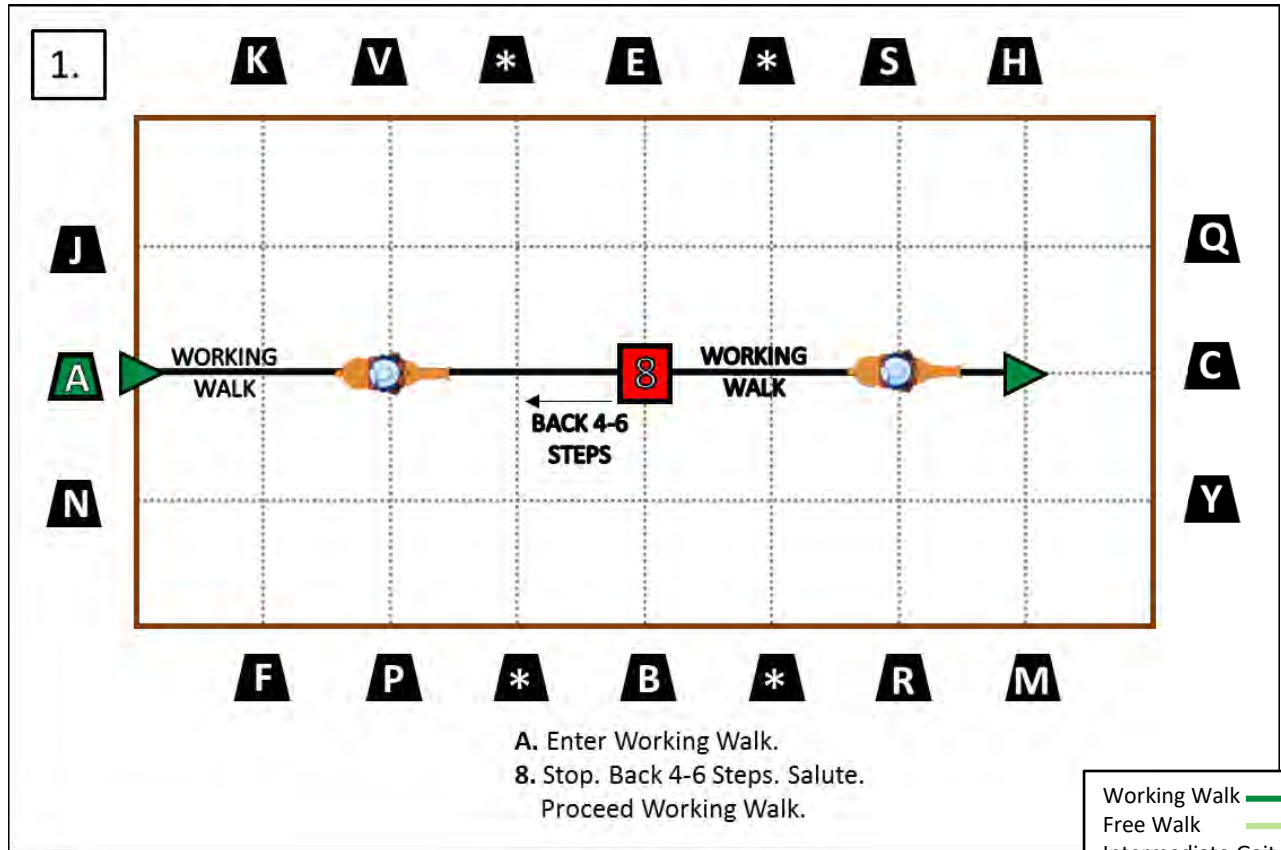 1.
K V * E * S H
J Q
A WORKING WALK 8 WORKING WALK C
BACK 4-6
STEPS
N Y
F P * B * R M
A. Enter Working Walk.
8. Stop. Back 4-6 Steps. Salute.
Proceed Working Walk.
Working Walk
Free Walk